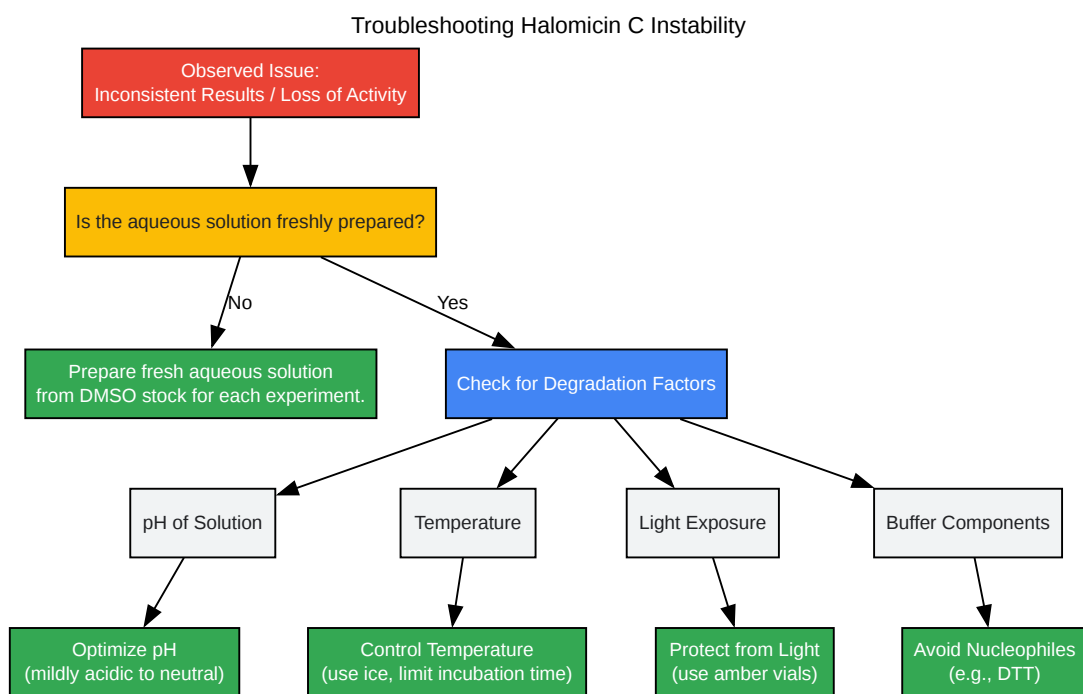 Troubleshooting Halomicin C Instability
Observed Issue:
Inconsistent Results / Loss of Activity
Is the aqueous solution freshly prepared?
No
Yes
Prepare fresh aqueous solution
from DMSO stock for each experiment.
Check for Degradation Factors
pH of Solution
Temperature
Light Exposure
Buffer Components
Optimize pH
(mildly acidic to neutral)
Control Temperature
(use ice, limit incubation time)
Protect from Light
(use amber vials)
Avoid Nucleophiles
(e.g., DTT)